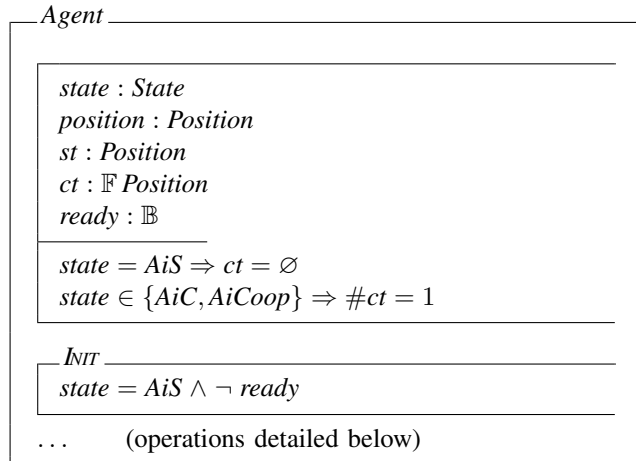 Agent
state : State
position : Position
st : Position
ct : 𝔽 Position
ready : 𝔹
state = AiS ⇒ ct = ∅
state ∈ {AiC, AiCoop} ⇒ #ct = 1
INIT
state = AiS ∧ ¬ ready
. . . (operations detailed below)